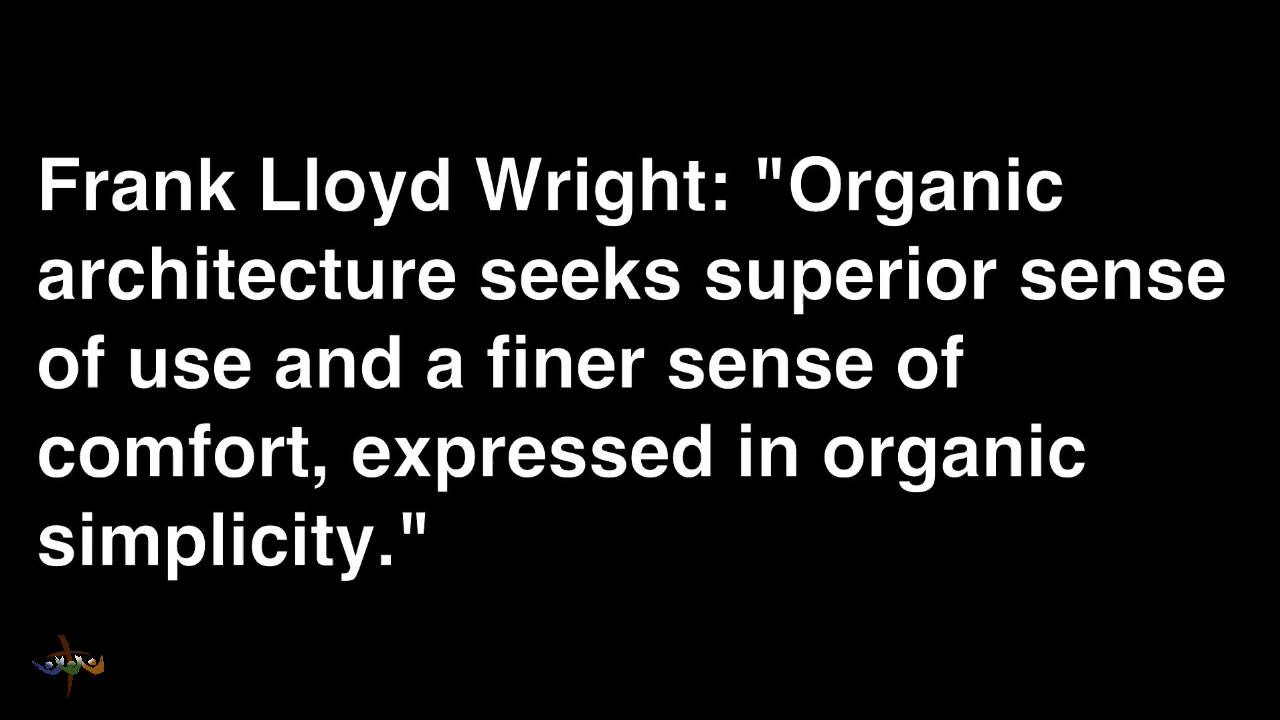 Frank Lloyd Wright: "Organic
architecture seeks superior sense
of use and a finer sense of
comfort, expressed in organic
simplicity."